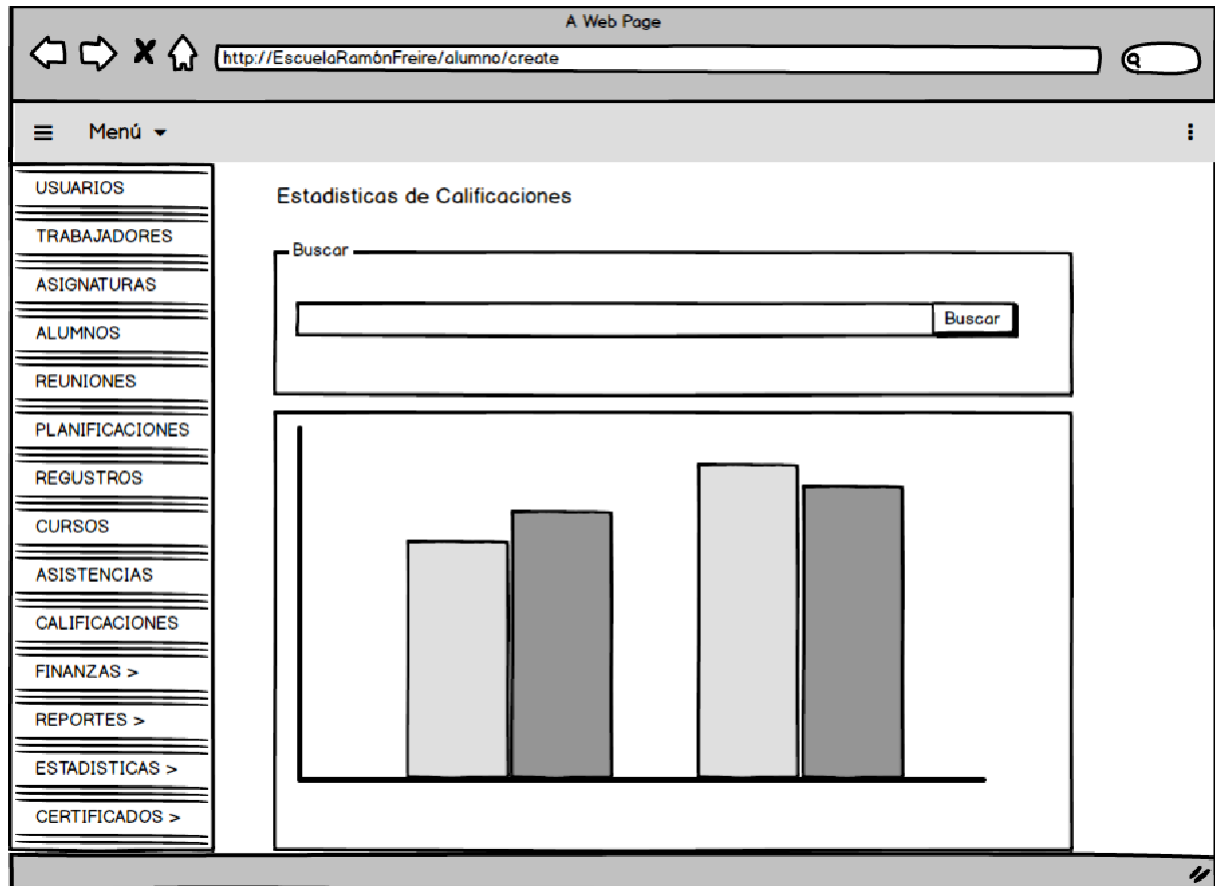 A Web Page
http://EscuelaRamónFreire/alumno/create
Menú
USUARIOS
TRABAJADORES
ASIGNATURAS
ALUMNOS
REUNIONES
PLANIFICACIONES
REGUSTROS
CURSOS
ASISTENCIAS
CALIFICACIONES
FINANZAS >
REPORTES >
ESTADISTICAS >
CERTIFICADOS >
Estadisticas de Calificaciones
Buscar
Buscar